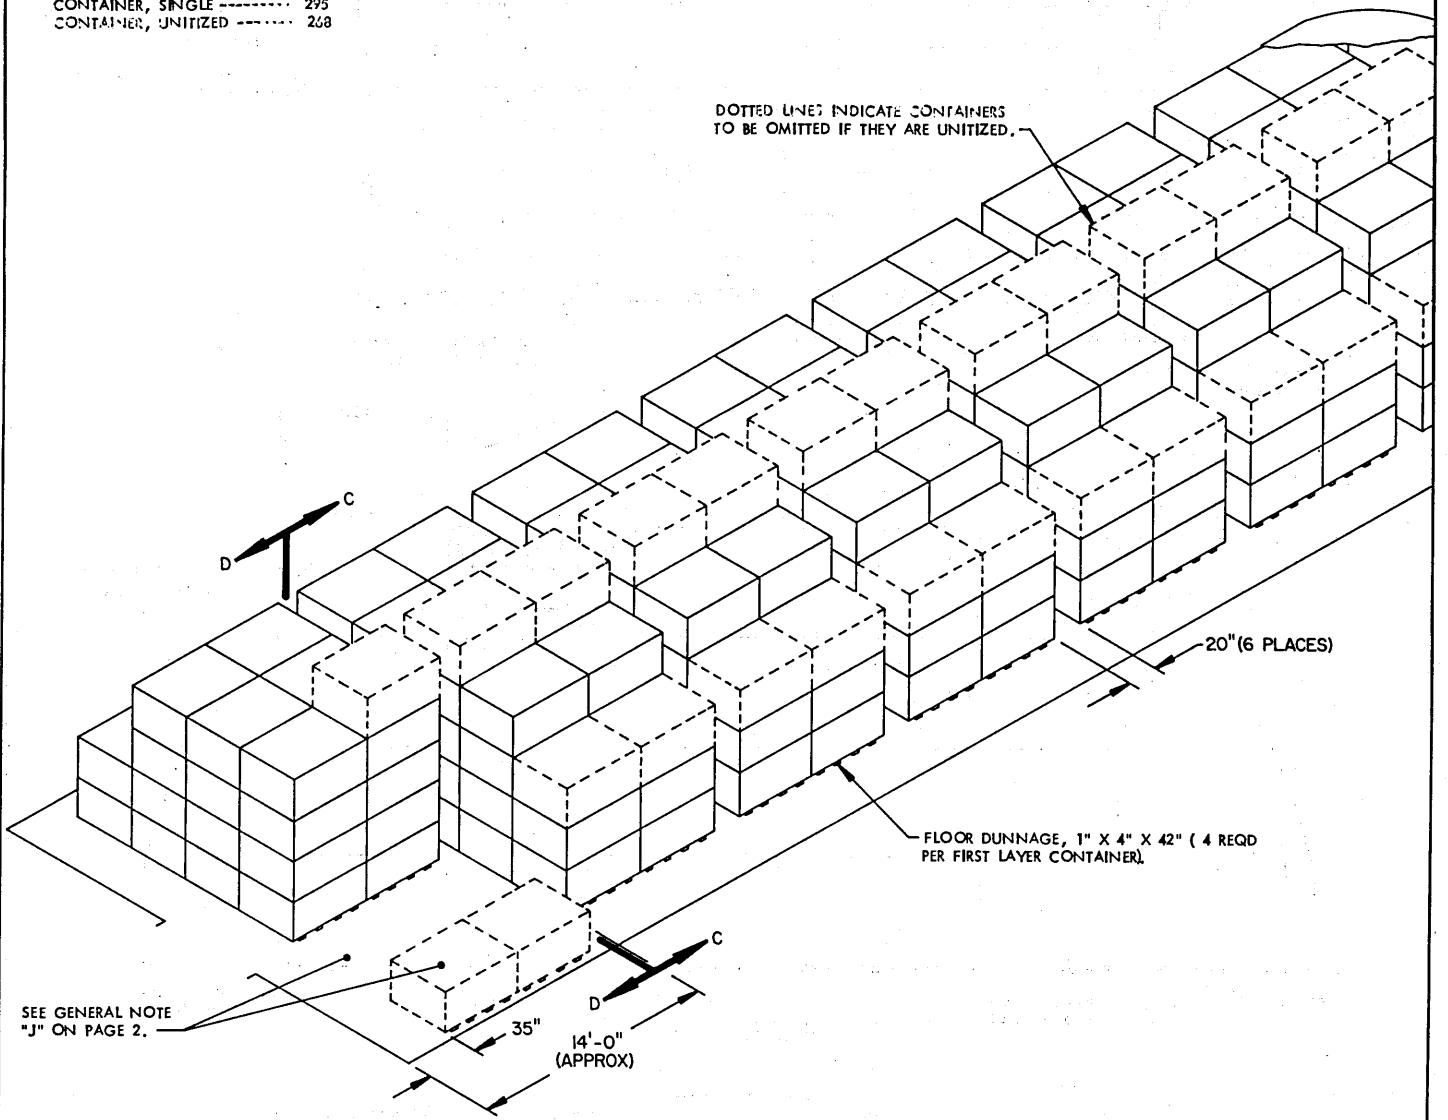 CONTAINER, SINGLE -------- 295
CONTAINER, UNITIZED ------- 268
DOTTED LINES INDICATE CONTAINERS
TO BE OMITTED IF THEY ARE UNITIZED.
C
D
20" (6 PLACES)
FLOOR DUNNAGE, 1" X 4" X 42" ( 4 REQD
PER FIRST LAYER CONTAINER).
C
D
SEE GENERAL NOTE
"J" ON PAGE 2.
35"
14'-0"
(APPROX)